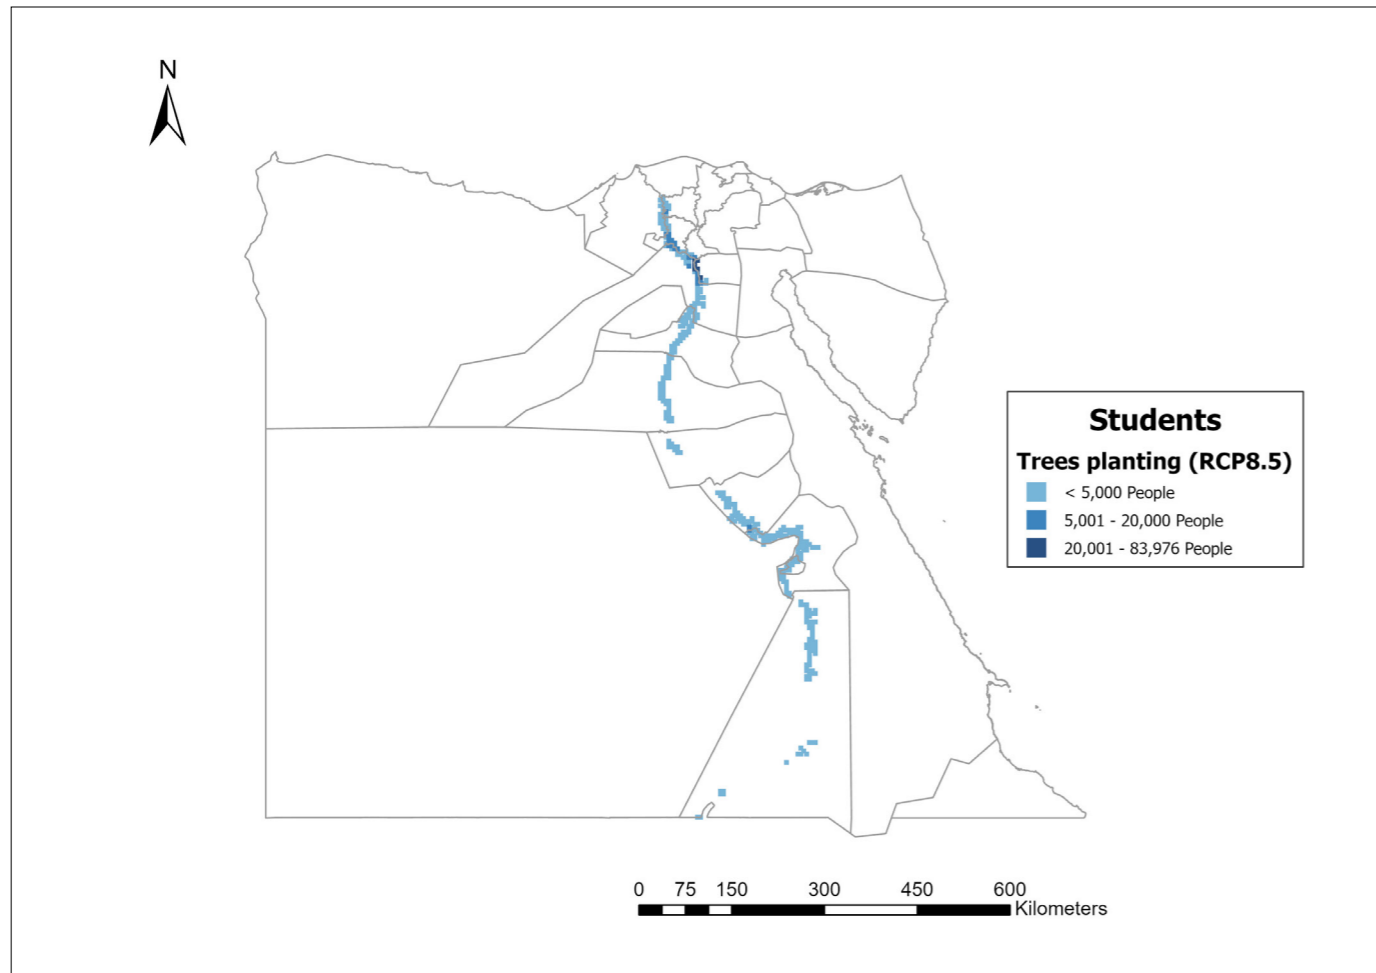 N
Students
Trees planting (RCP8.5)
< 5,000 People
5,001 - 20,000 People
20,001 - 83,976 People
0 75 150 300 450 600
Kilometers